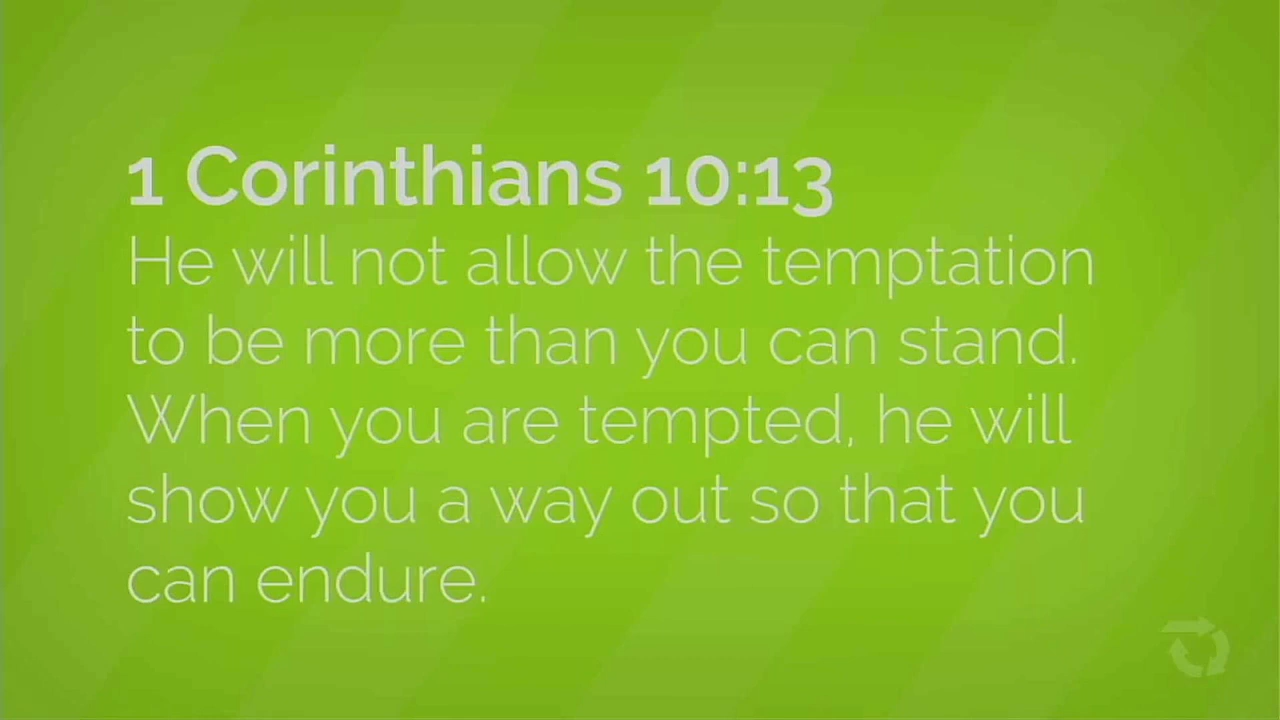 1 Corinthians 10:13
He will not allow the temptation
to be more than you can stand.
When you are tempted, he will
show you a way out so that you
can endure.